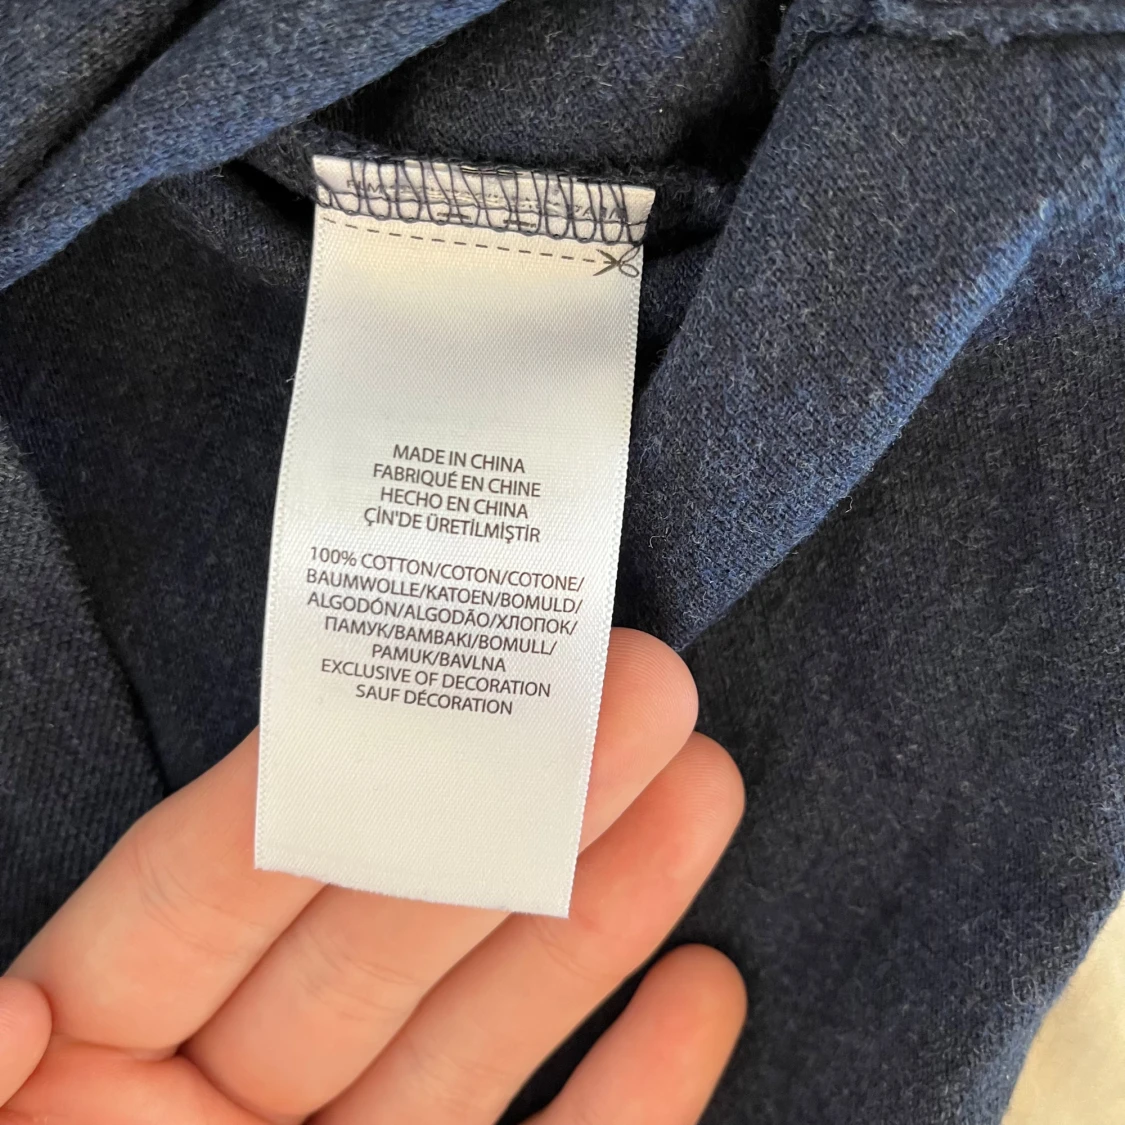 MADE IN CHINA
FABRIQUÉ EN CHINE
HECHO EN CHINA
ÇİN'DE ÜRETİLMİŞTİR
100% COTTON/COTON/COTONE/
BAUMWOLLE/KATOEN/BOMULD/
ALGODÓN/ALGODÃO/ХЛОПОК/
ПАМУК/BAMBAKI/BOMULL/
PAMUK/BAVLNA
EXCLUSIVE OF DECORATION
SAUF DÉCORATION